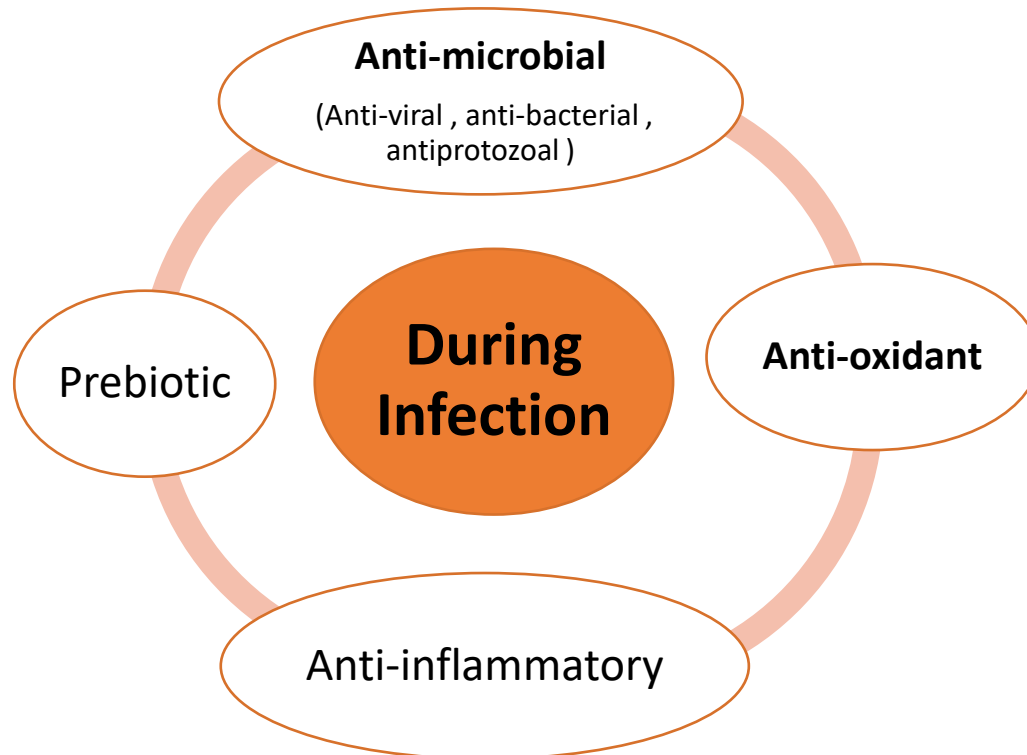 Anti-microbial
(Anti-viral , anti-bacterial ,
antiprotozoal )
Prebiotic
During
Infection
Anti-oxidant
Anti-inflammatory